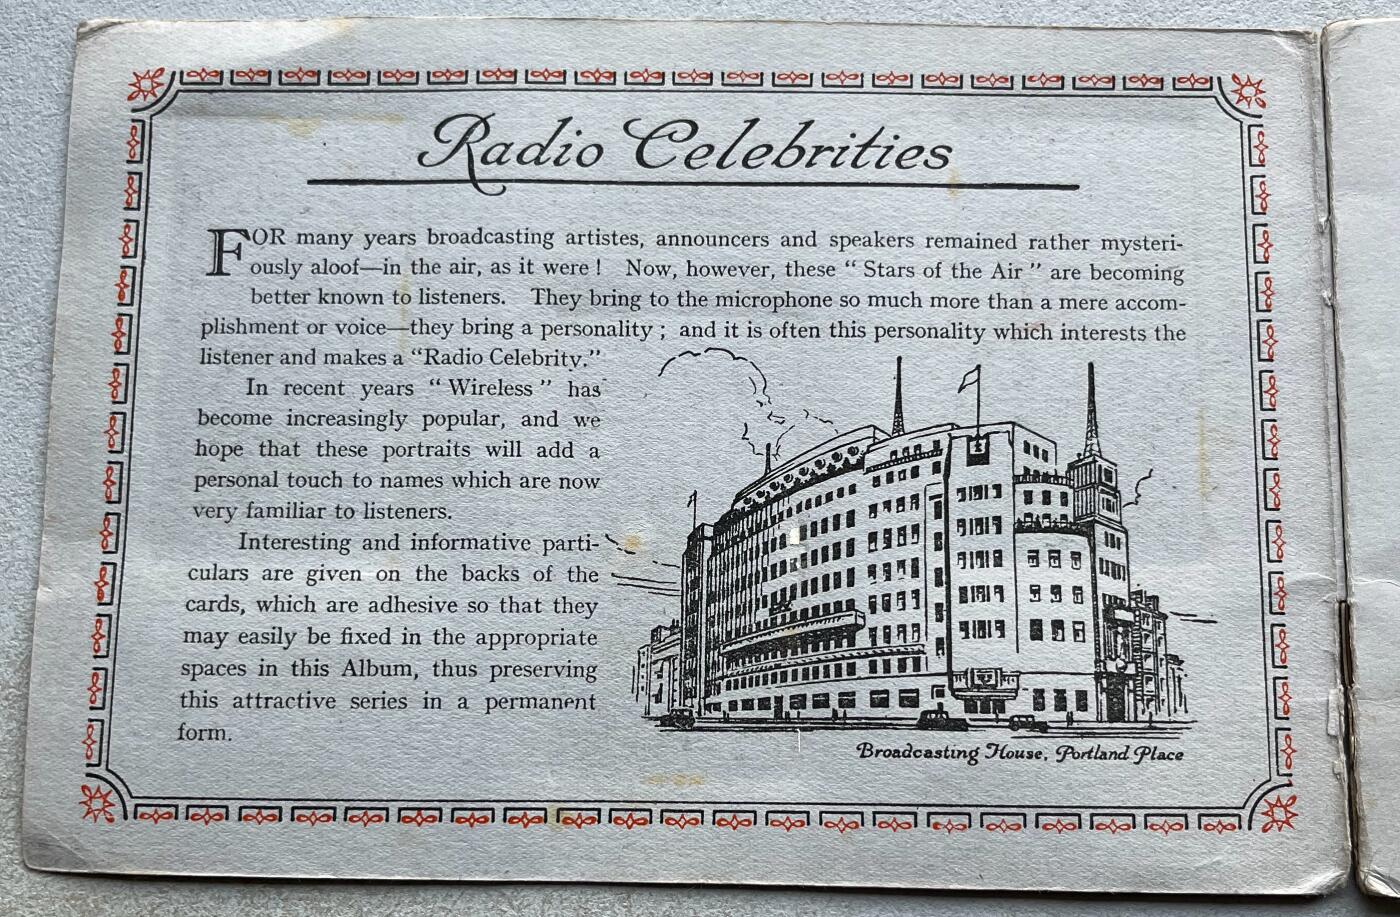 Radio Celebrities
FOR many years broadcasting artistes, announcers and speakers remained rather mysteri-
ously aloof—in the air, as it were ! Now, however, these “ Stars of the Air ” are becoming
better known to listeners. They bring to the microphone so much more than a mere accom-
plishment or voice—they bring a personality ; and it is often this personality which interests the
listener and makes a “Radio Celebrity.”
In recent years “ Wireless ” has
become increasingly popular, and we
hope that these portraits will add a
personal touch to names which are now
very familiar to listeners.
Interesting and informative parti-
culars are given on the backs of the
cards, which are adhesive so that they
may easily be fixed in the appropriate
spaces in this Album, thus preserving
this attractive series in a permanent
form.
Broadcasting House, Portland Place